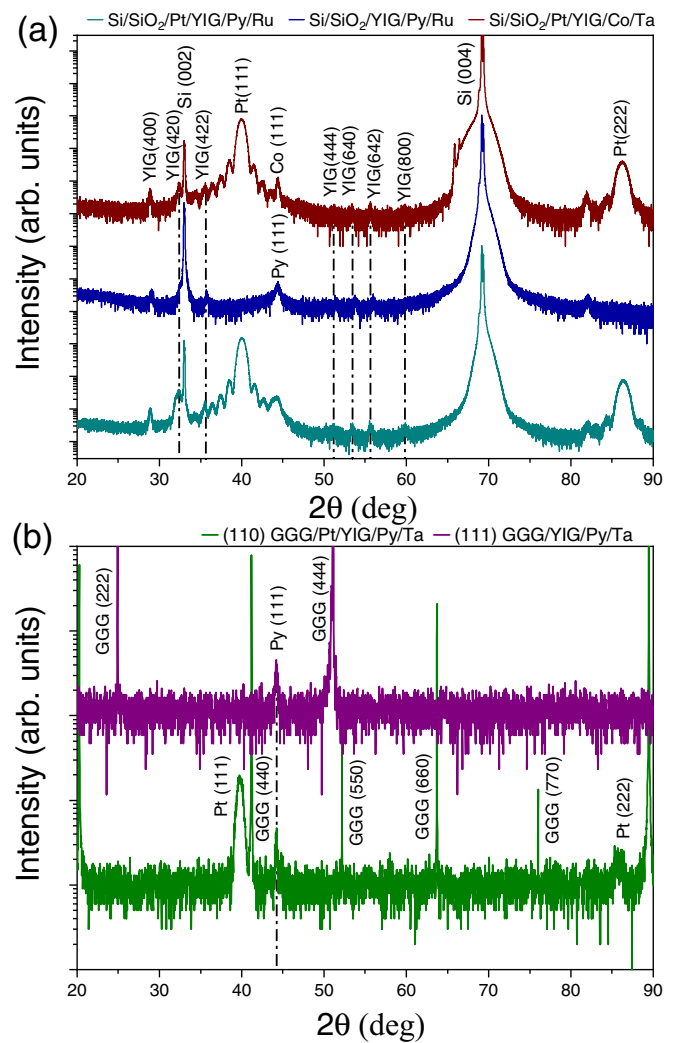 (a)
Si/SiO2/Pt/YIG/Py/Ru
Si/SiO2/YIG/Py/Ru
Si/SiO2/Pt/YIG/Co/Ta
Intensity (arb. units)
YIG(400)
YIG(420)
Si (002)
YIG(422)
Pt(111)
Co (111)
YIG(444)
YIG(640)
YIG(642)
YIG(800)
Si (004)
Pt(222)
Py (111)
20 30 40 50 60 70 80 90
2θ (deg)
(b)
(110) GGG/Pt/YIG/Py/Ta
(111) GGG/YIG/Py/Ta
Intensity (arb. units)
GGG (222)
Py (111)
GGG (444)
Pt (111)
GGG (440)
GGG (550)
GGG (660)
GGG (770)
Pt (222)
20 30 40 50 60 70 80 90
2θ (deg)